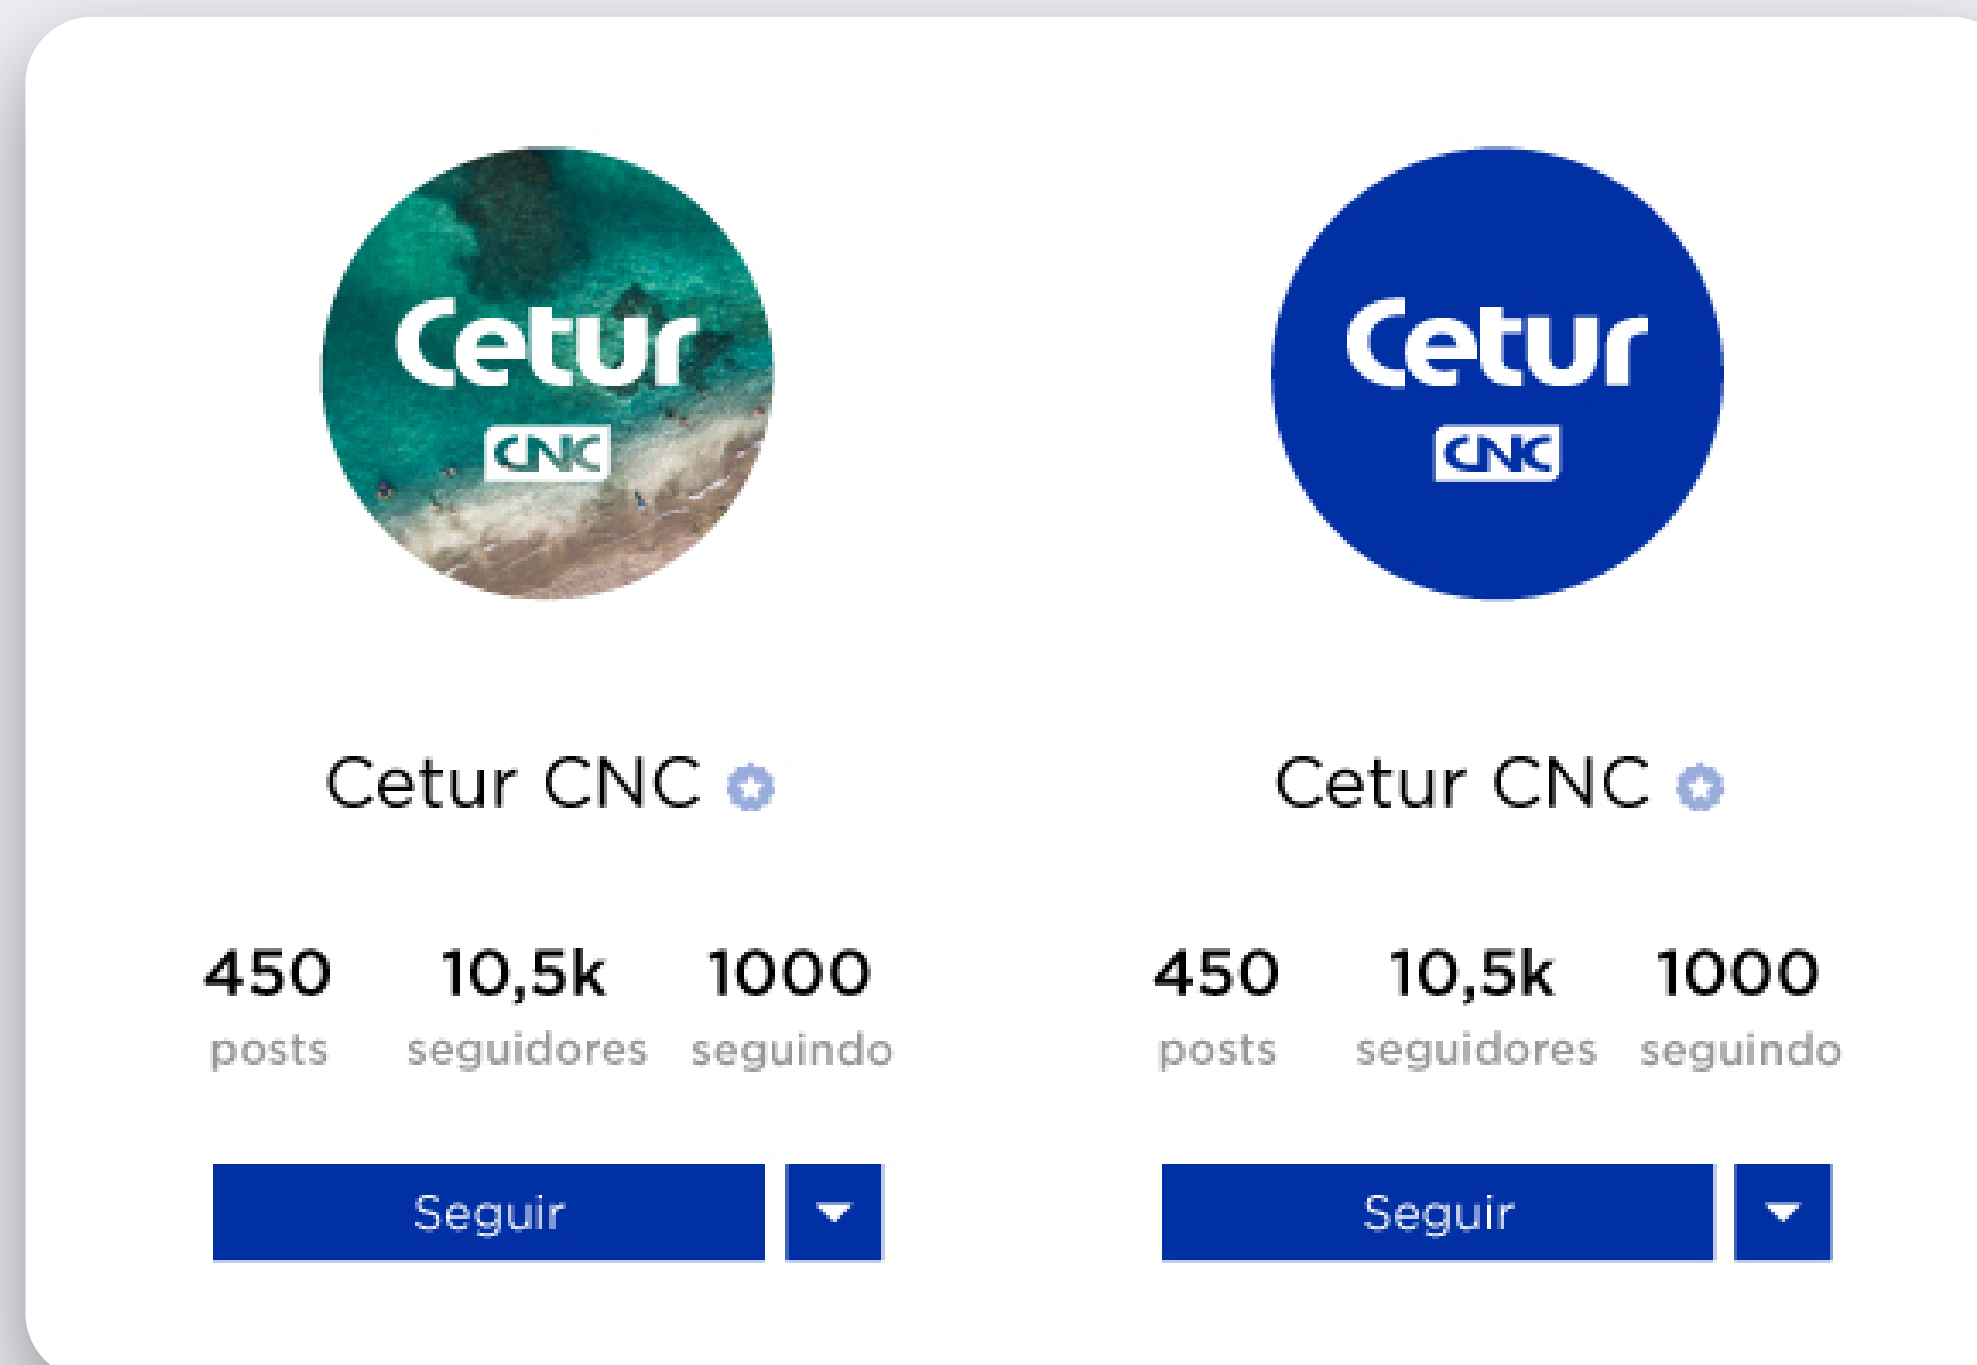 Cetur
CNC
Cetur CNC
450 10,5k 1000
posts seguidores seguindo
Seguir
Cetur
CNC
Cetur CNC
450 10,5k 1000
posts seguidores seguindo
Seguir